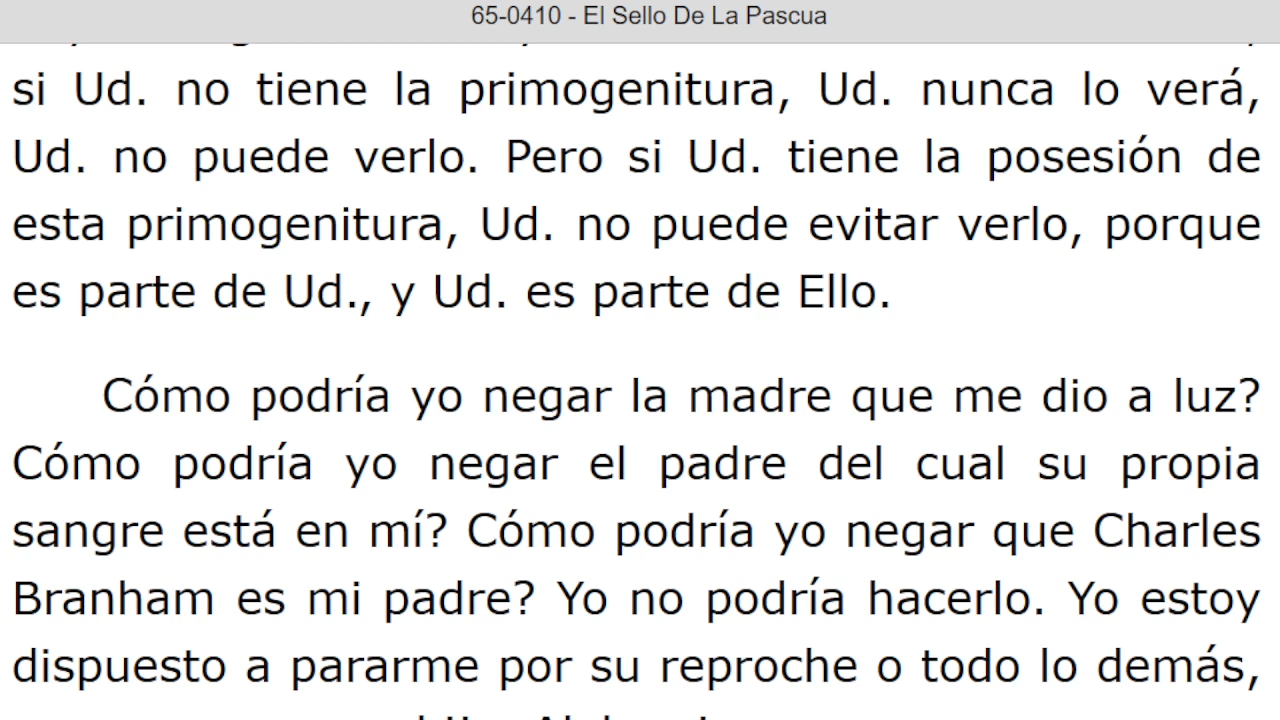 65-0410 - El Sello De La Pascua
si Ud. no tiene la primogenitura, Ud. nunca lo verá,
Ud. no puede verlo. Pero si Ud. tiene la posesión de
esta primogenitura, Ud. no puede evitar verlo, porque
es parte de Ud., y Ud. es parte de Ello.
Cómo podría yo negar la madre que me dio a luz?
Cómo podría yo negar el padre del cual su propia
sangre está en mí? Cómo podría yo negar que Charles
Branham es mi padre? Yo no podría hacerlo. Yo estoy
dispuesto a pararme por su reproche o todo lo demás,